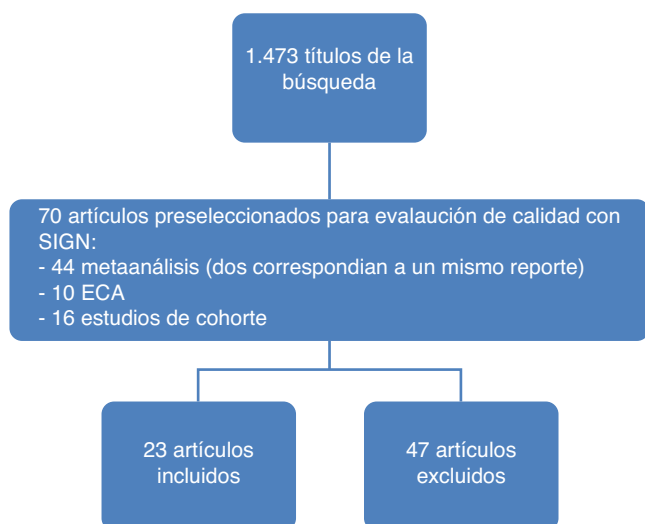 1.473 títulos de la
búsqueda
70 artículos preseleccionados para evalaución de calidad con
SIGN:
- 44 metaanálisis (dos correspondian a un mismo reporte)
- 10 ECA
- 16 estudios de cohorte
23 artículos
incluidos
47 artículos
excluidos